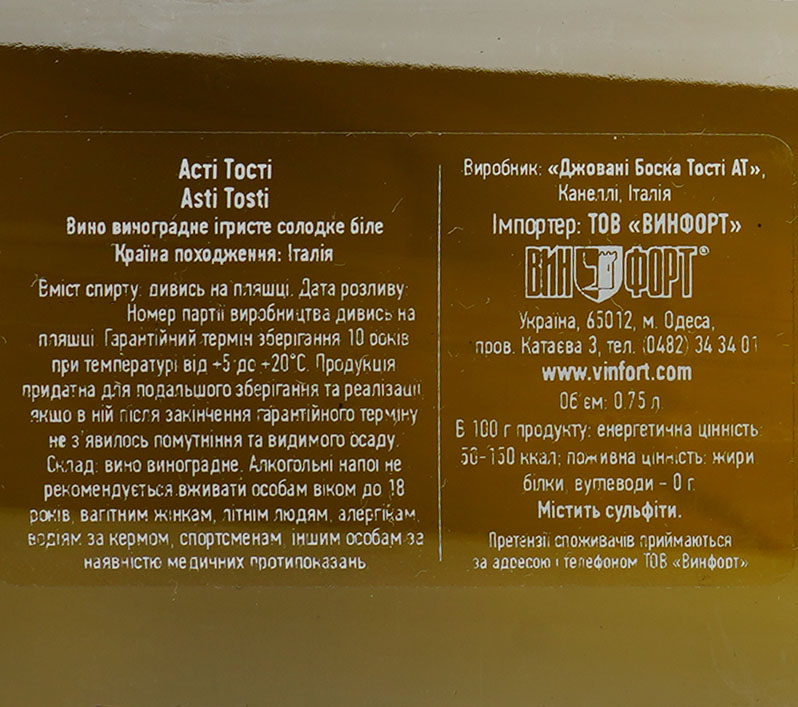 Асті Тості
Asti Tosti
Вино виноградне ігристе солодке біле
Країна походження: Італія
Вміст спирту: дивись на пляшці. Дата розливу:
Номер партії виробництва дивись на
пляшці. Гарантійний термін зберігання 10 років
при температурі від +5 до +20°С. Продукція
придатна для подальшого зберігання та реалізації
якщо в ній після закінчення гарантійного терміну
не з'явилось помутніння та видимого осаду.
Склад: вино виноградне. Алкогольні напої не
рекомендується вживати особам віком до 18
років, вагітним жінкам, літнім людям, алергікам,
водіям за кермом, спортсменам, іншим особам за
наявністю медичних протипоказань
Виробник: «Джовані Боска Тості АТ»,
Канеллі, Італія
Імпортер: ТОВ «ВИНФОРТ»
ВИН ФОРТ®
Україна, 65012, м. Одеса,
пров. Катаєва 3, тел. (0482) 34 34 01
www.vinfort.com
Об'єм: 0.75 л.
В 100 г продукту: енергетична цінність:
ккал; поживна цінність: жири
білки, вуглеводи - 0 г.
Містить сульфіти.
Претензії споживачів приймаються
за адресою і телефоном ТОВ «Винфорт»